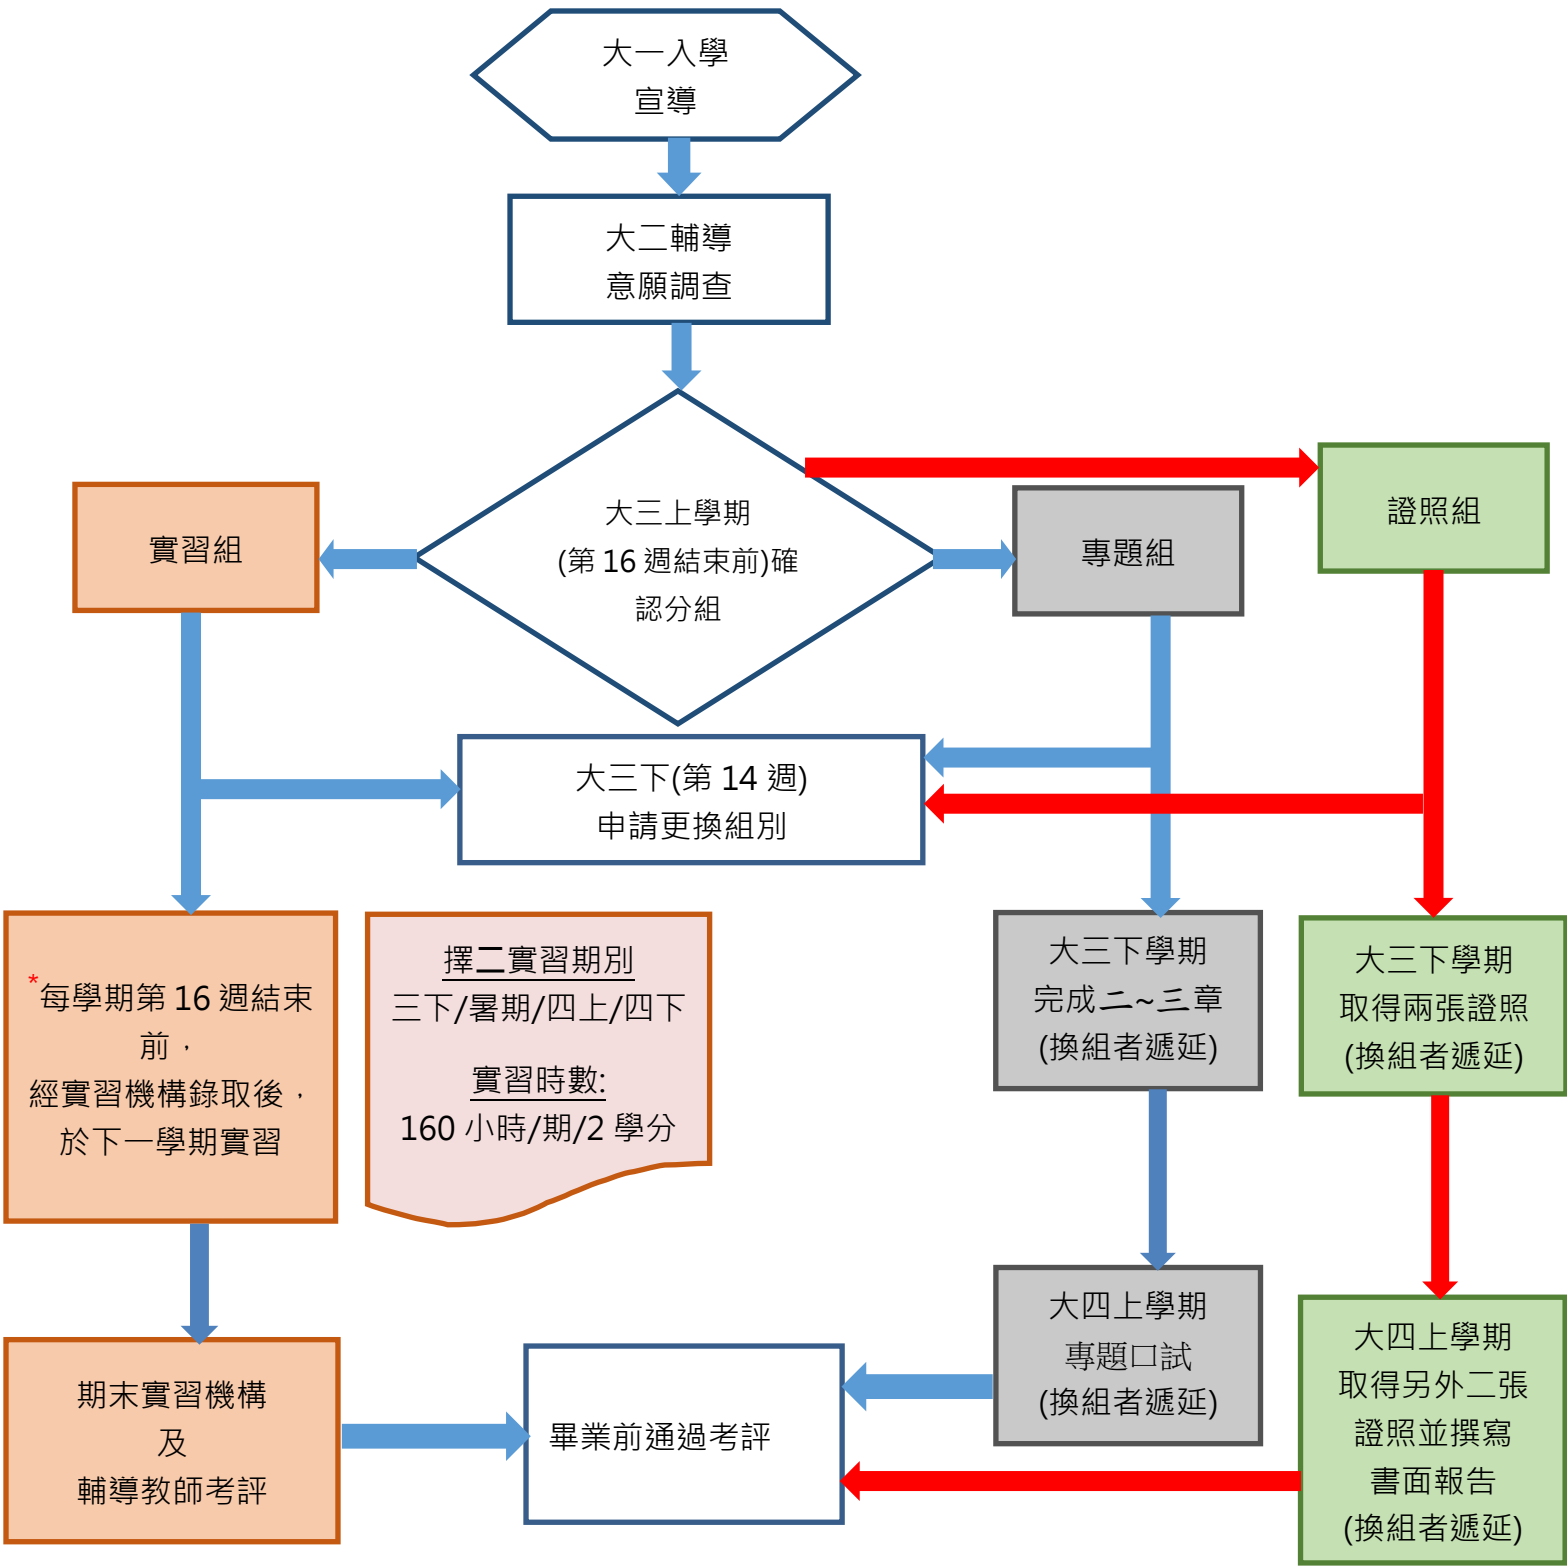 大一入學
宣導
大二輔導
意願調查
大三上學期
(第 16 週結束前)確
認分組
實習組
專題組
證照組
大三下(第 14 週)
申請更換組別
*每學期第 16 週結束
前，
經實習機構錄取後，
於下一學期實習
擇二實習期別
三下/暑期/四上/四下
實習時數:
160 小時/期/2 學分
大三下學期
完成二~三章
(換組者遞延)
大三下學期
取得兩張證照
(換組者遞延)
期末實習機構
及
輔導教師考評
畢業前通過考評
大四上學期
專題口試
(換組者遞延)
大四上學期
取得另外二張
證照並撰寫
書面報告
(換組者遞延)